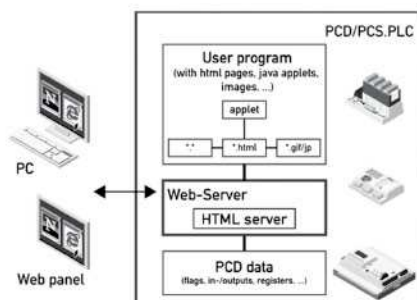 PCD/PCS.PLC
User program
(with html pages, java applets,
images. ...)
applet
*.*
*.html
*.gif/jp
PC
Web-Server
HTML server
Web panel
PCD data
(flags, in-/outputs, registers. ...)